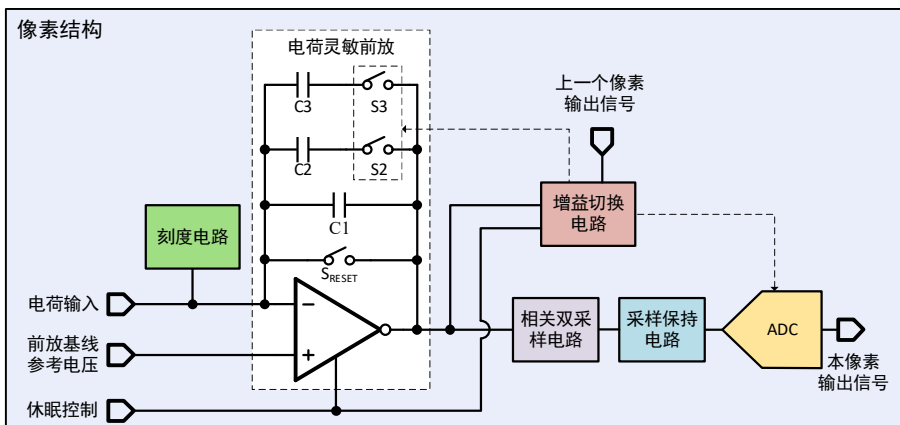 像素结构
电荷灵敏前放
C3
S3
C2
S2
C1
S_RESET
上一个像素
输出信号
增益切换
电路
刻度电路
电荷输入
前放基线
参考电压
休眠控制
−
+
相关双采
样电路
采样保持
电路
ADC
本像素
输出信号